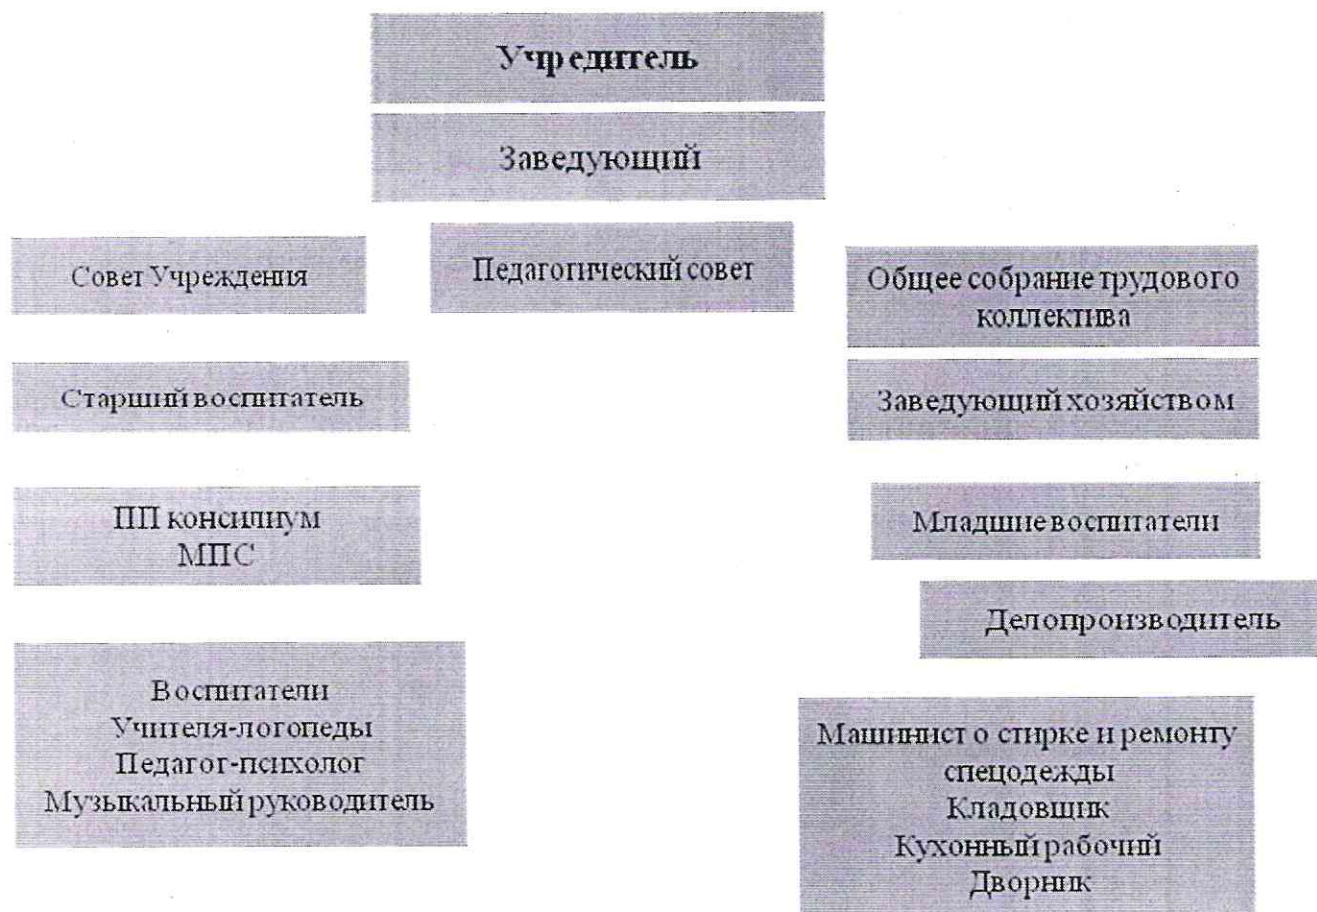 Учредитель
Заведующий
Совет Учреждения
Педагогический совет
Общее собрание трудового
коллектива
Старший воспитатель
Заведующий хозяйством
ПП консилиум
МПС
Младшие воспитатели
Делопроизводитель
Воспитатели
Учителя-логопеды
Педагог-психолог
Музыкальный руководитель
Машинист о стирке и ремонту
спецодежды
Кладовщик
Кухонный рабочий
Дворник